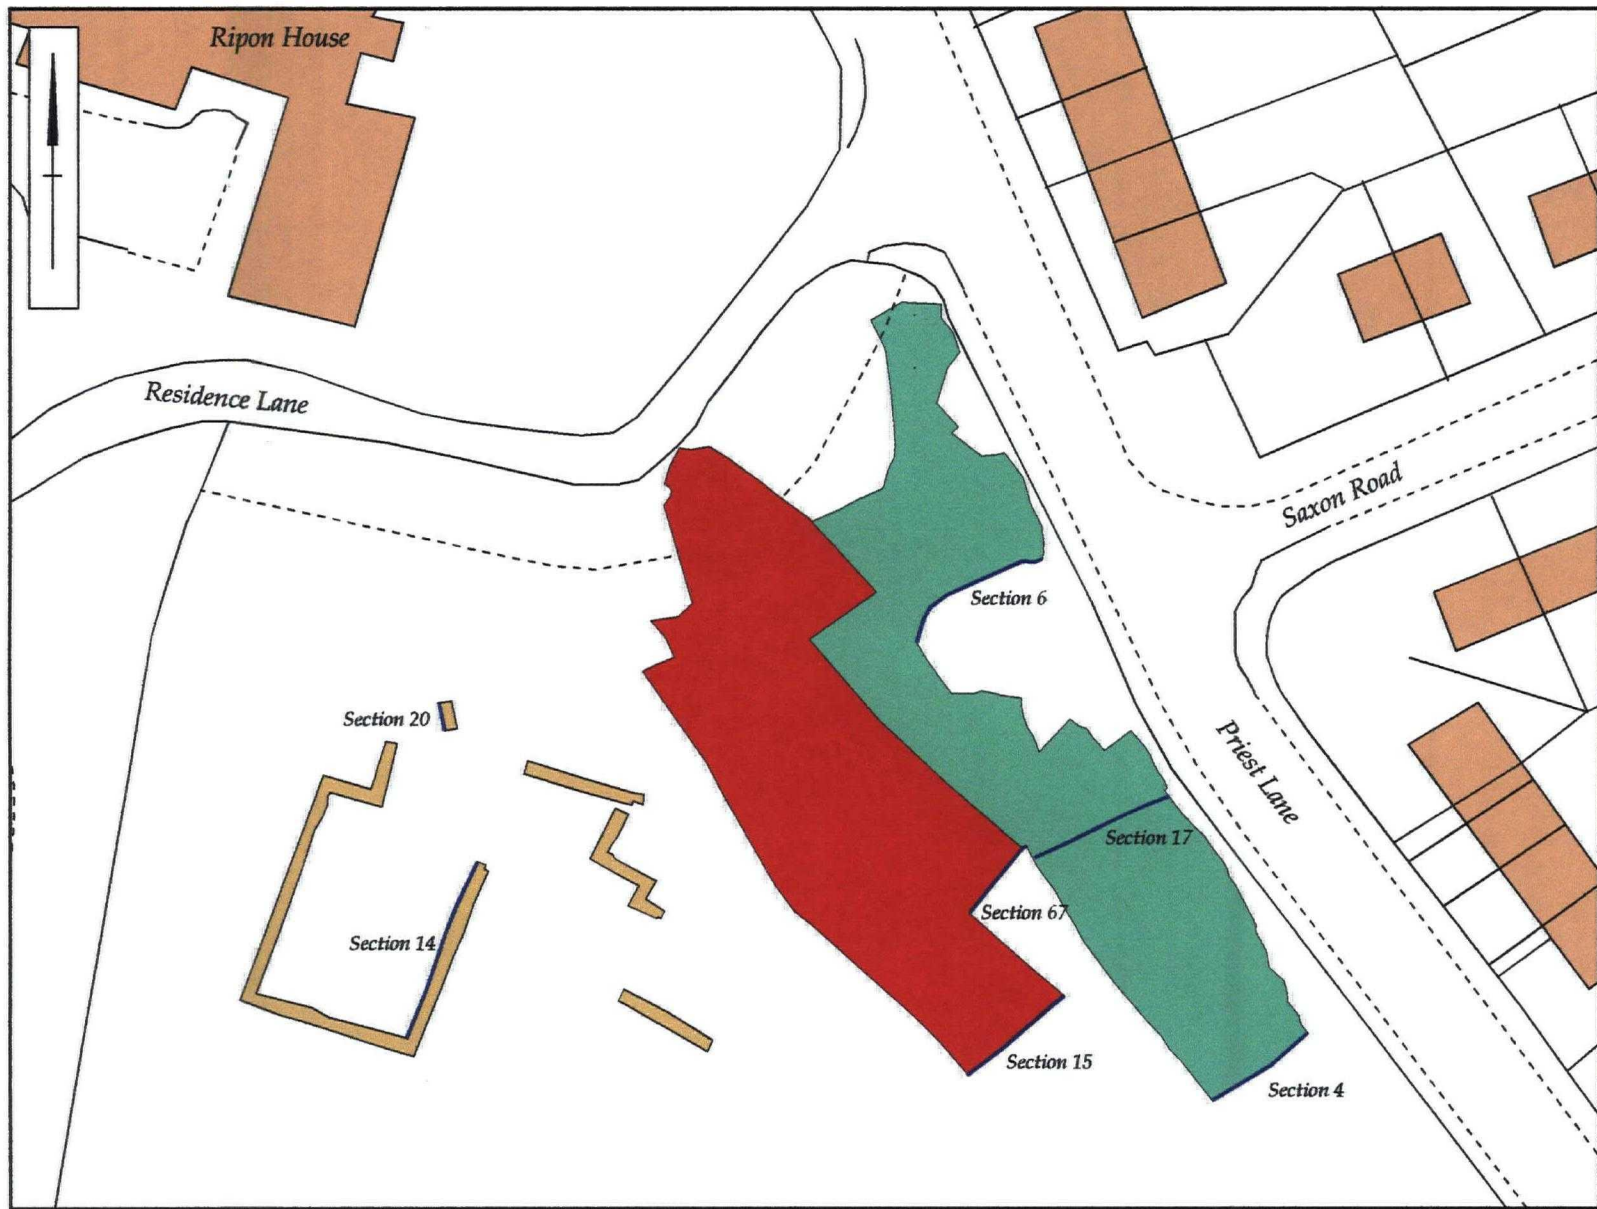 Ripon House
Residence Lane
Saxon Road
Section 6
Section 20
Priest Lane
Section 17
Section 67
Section 14
Section 15
Section 4